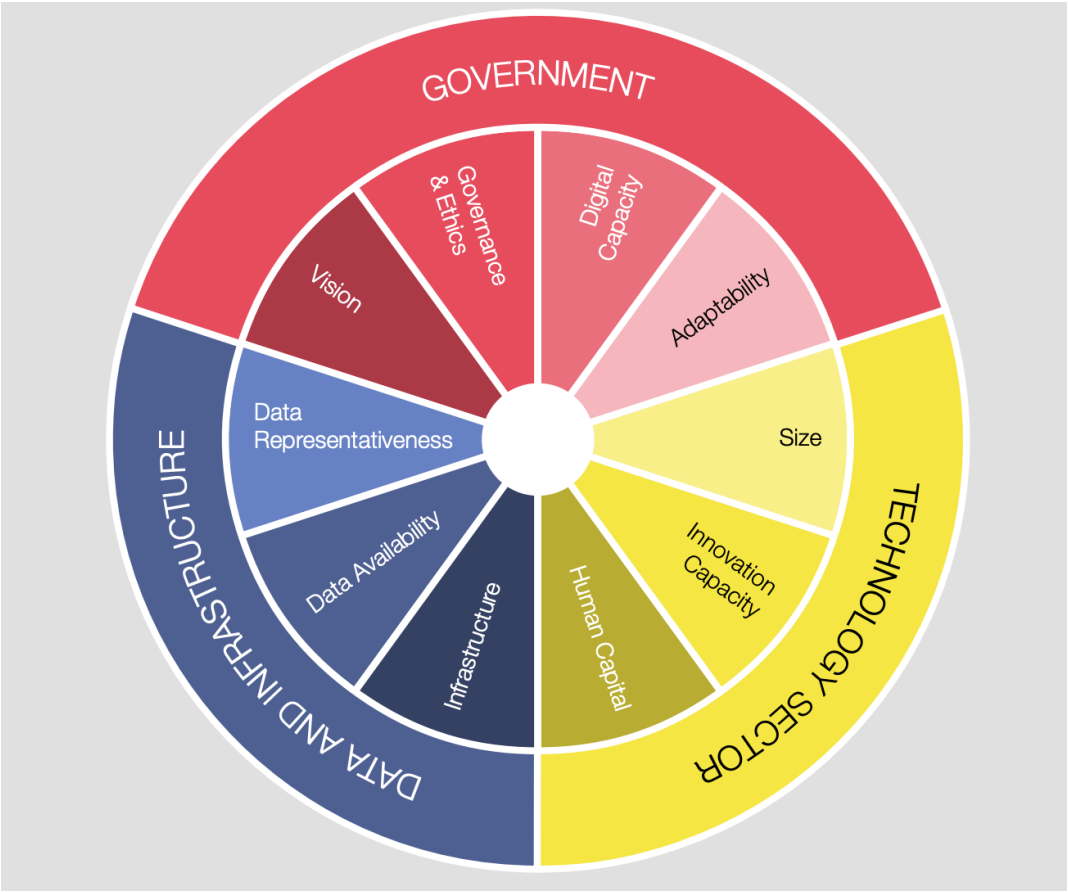 GOVERNMENT
Governance
& Ethics
Digital
Capacity
Vision
Adaptability
Data
Representativeness
Size
Data Availability
Innovation
Capacity
Infrastructure
Human Capital
DATA AND INFRASTRUCTURE
TECHNOLOGY SECTOR